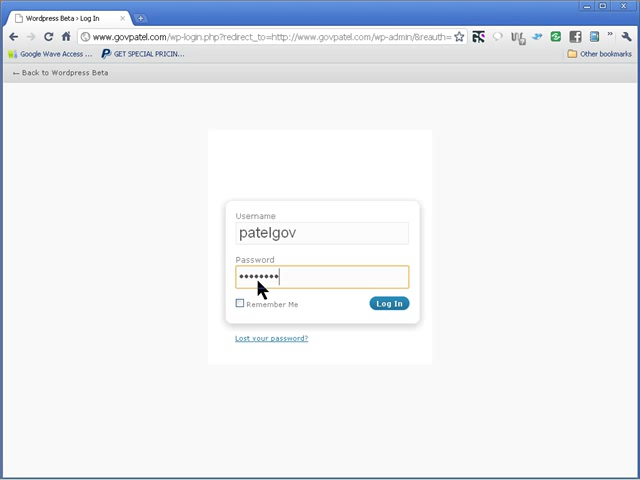 Wordpress Beta › Log In
www.govpatel.com/wp-login.php?redirect_to=http://www.govpatel.com/wp-admin/&reauth=
Google Wave Access ...
GET SPECIAL PRICIN...
Other bookmarks
← Back to Wordpress Beta
Username
patelgov
Password
••••••••
Remember Me
Log In
Lost your password?